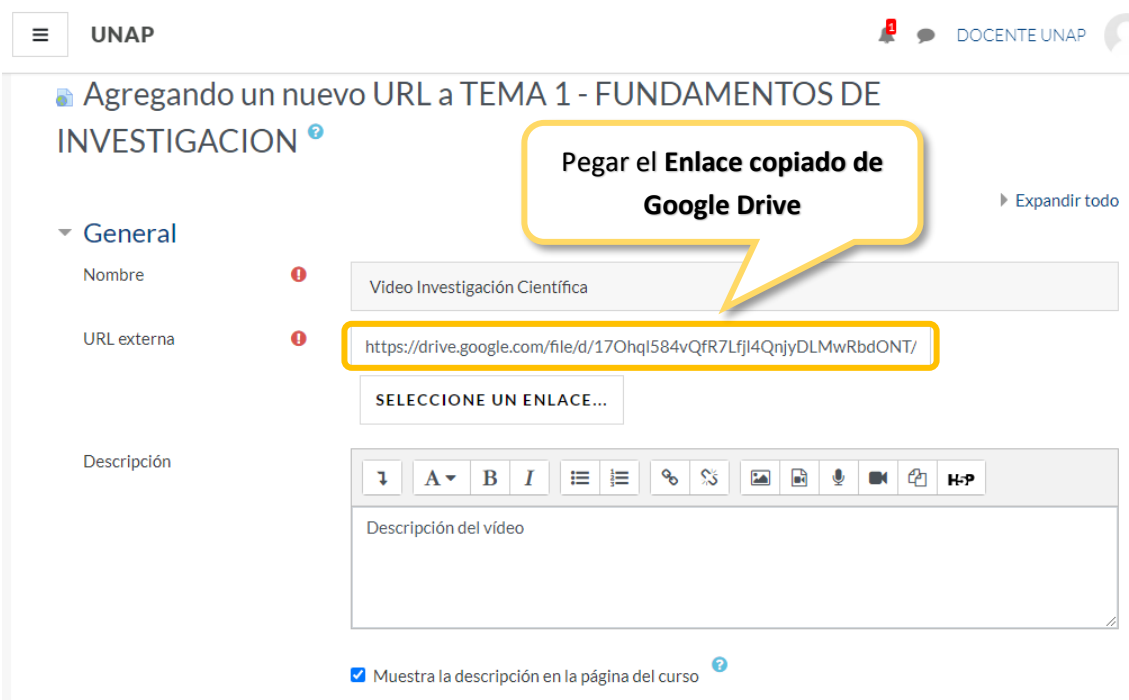 UNAP
1
DOCENTE UNAP
Agregando un nuevo URL a TEMA 1 - FUNDAMENTOS DE
INVESTIGACION
Pegar el Enlace copiado de
Google Drive
Expandir todo
General
Nombre
Video Investigación Científica
URL externa
https://drive.google.com/file/d/17Ohql584vQfR7Lfjl4QnjyDLMwRbdONT/
SELECCIONE UN ENLACE...
Descripción
A B I H5P
Descripción del vídeo
Muestra la descripción en la página del curso